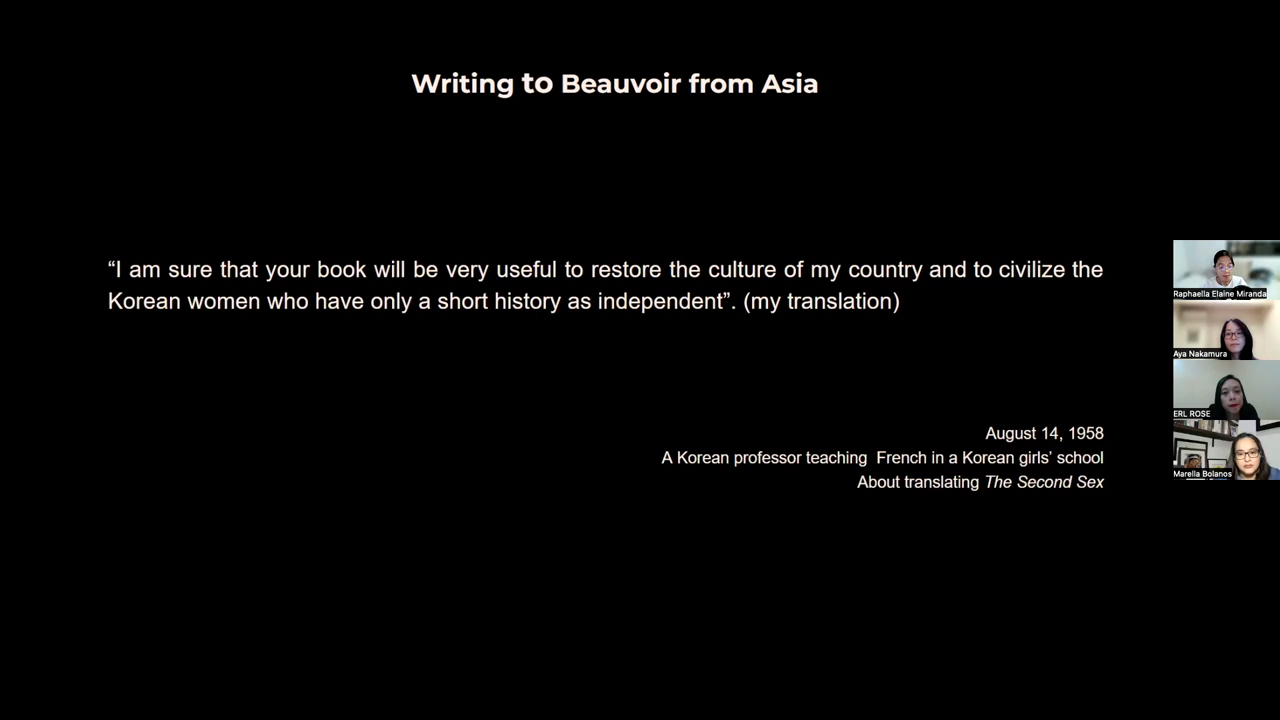 Writing to Beauvoir from Asia
“I am sure that your book will be very useful to restore the culture of my country and to civilize the
Korean women who have only a short history as independent”. (my translation)
August 14, 1958
A Korean professor teaching  French in a Korean girls’ school
About translating The Second Sex
Raphaella Elaine Miranda
Aya Nakamura
ERL ROSE
Marella Bolanos